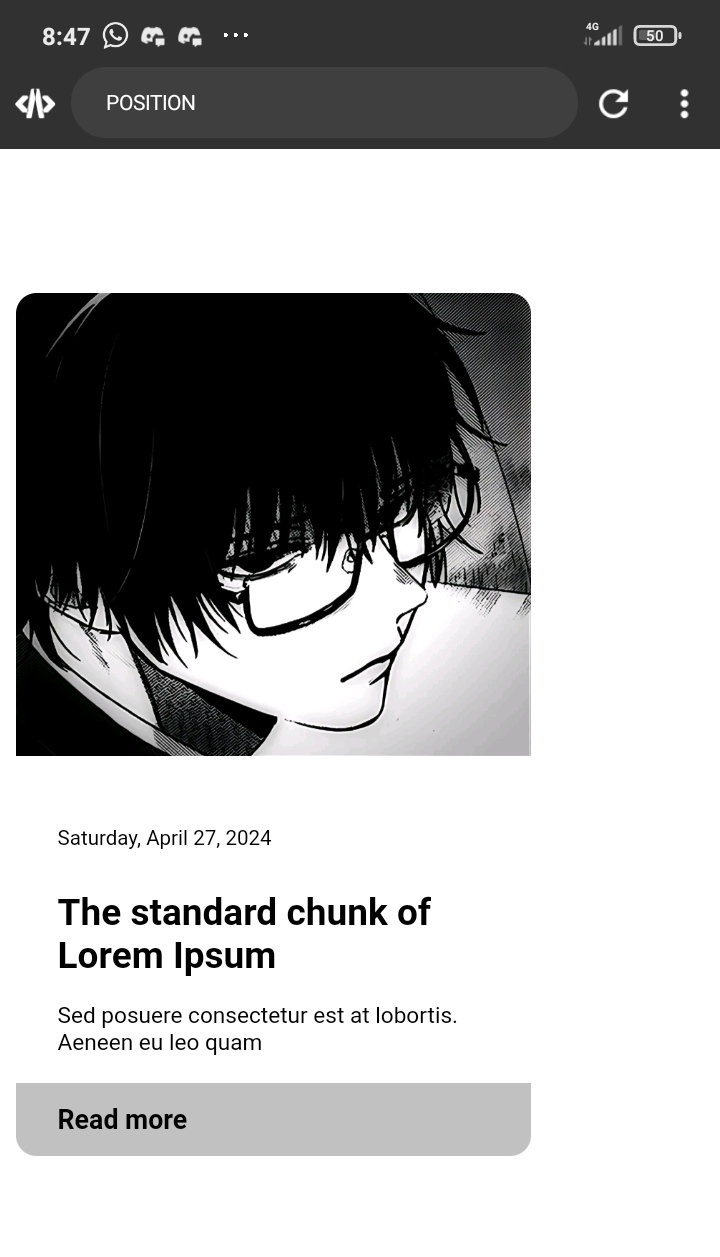 8:47
4G
50
POSITION
Saturday, April 27, 2024
The standard chunk of
Lorem Ipsum
Sed posuere consectetur est at lobortis.
Aeneen eu leo quam
Read more